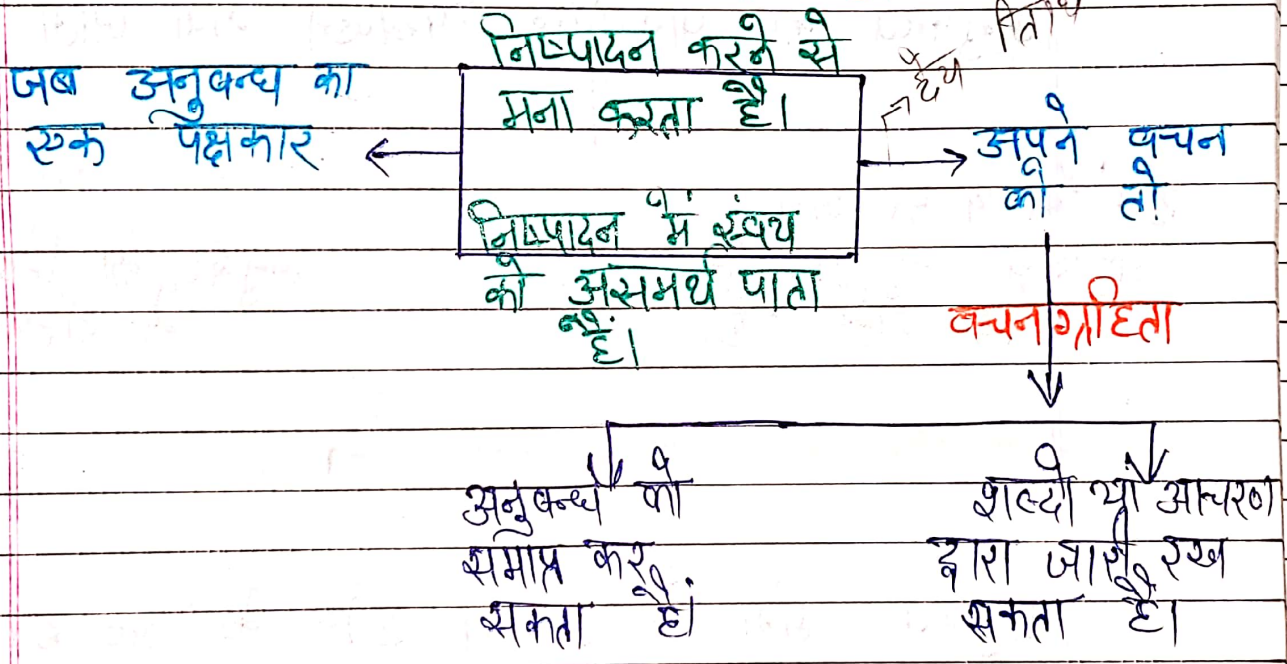 जब अनुबन्ध का
एक पक्षकार
निष्पादन करने से
मना करता है।
निष्पादन में स्वंय
को असमर्थ पाता
हैं।
देय तिथि
अपने वचन
को तो
वचनग्रहिता
अनुबन्ध को
समाप्त कर
सकता है।
शब्दो या आचरण
द्वारा जारी रख
सकता है।